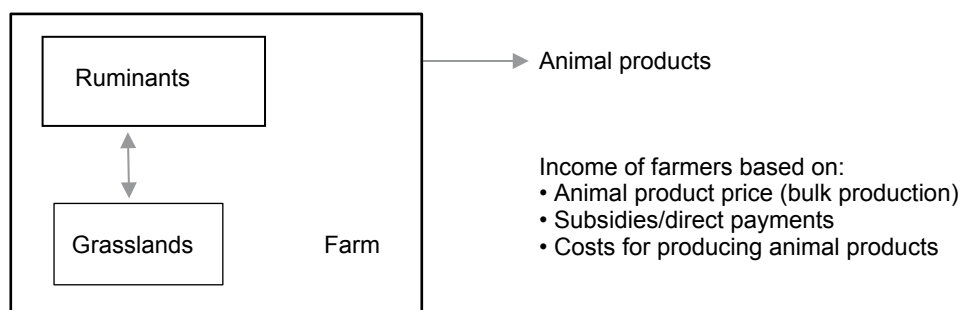 Ruminants
Animal products
Grasslands
Farm
Income of farmers based on:
• Animal product price (bulk production)
• Subsidies/direct payments
• Costs for producing animal products